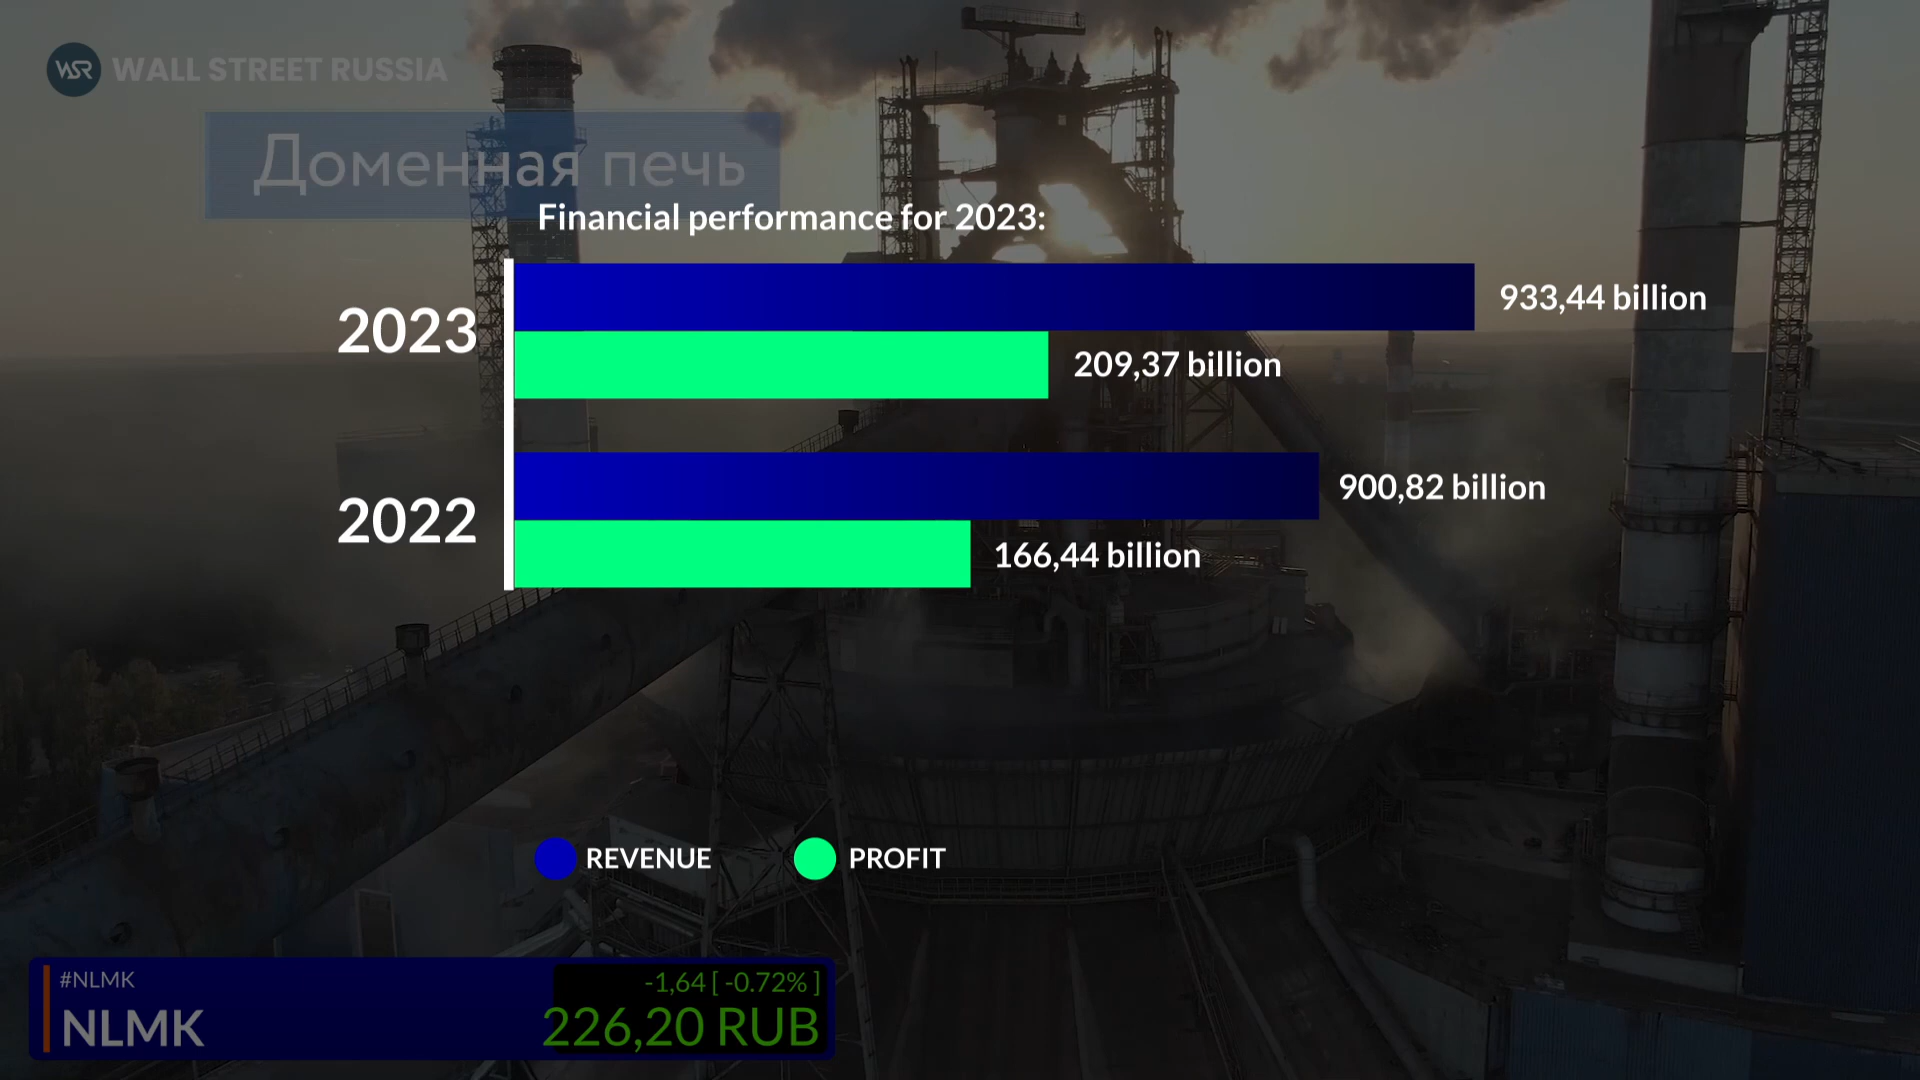 WSR WALL STREET RUSSIA
Доменная печь
Financial performance for 2023:
2023
933,44 billion
209,37 billion
2022
900,82 billion
166,44 billion
REVENUE
PROFIT
#NLMK
-1,64 [ -0.72% ]
NLMK
226,20 RUB